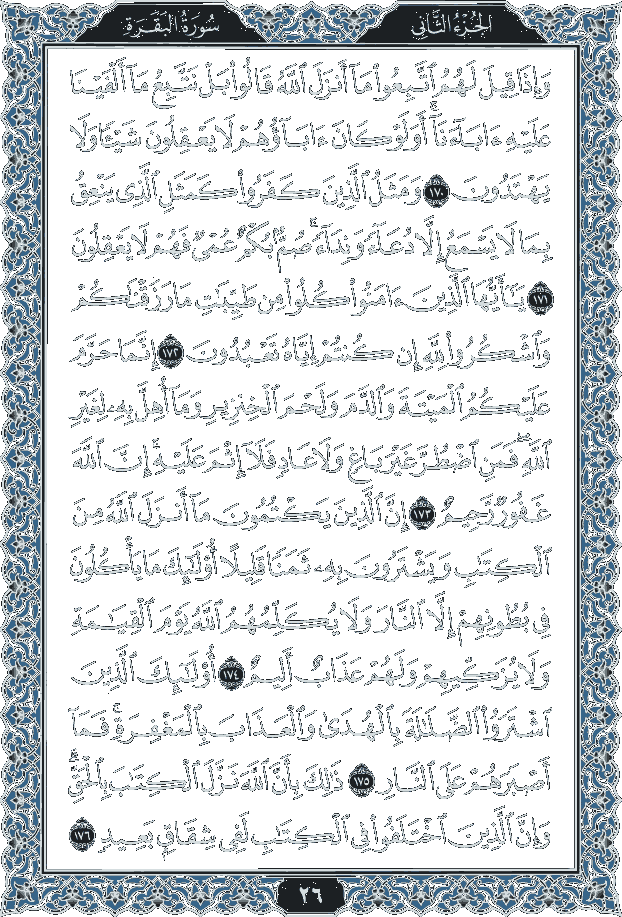 الجزء الثاني
سورة البقرة
وَإِذَا قِيلَ لَهُمُ ٱتَّبِعُوا۟ مَآ أَنزَلَ ٱللَّهُ قَالُوا۟ بَلْ نَتَّبِعُ مَآ أَلْفَيْنَا
عَلَيْهِ ءَابَآءَنَآ ۗ أَوَلَوْ كَانَ ءَابَآؤُهُمْ لَا يَعْقِلُونَ شَيْـًٔا وَلَا
يَهْتَدُونَ ١٧٠ وَمَثَلُ ٱلَّذِينَ كَفَرُوا۟ كَمَثَلِ ٱلَّذِى يَنْعِقُ
بِمَا لَا يَسْمَعُ إِلَّا دُعَآءً وَنِدَآءً ۚ صُمٌّۢ بُكْمٌ عُمْىٌ فَهُمْ لَا يَعْقِلُونَ
١٧١ يَـٰٓأَيُّهَا ٱلَّذِينَ ءَامَنُوا۟ كُلُوا۟ مِن طَيِّبَـٰتِ مَا رَزَقْنَـٰكُمْ
وَٱشْكُرُوا۟ لِلَّهِ إِن كُنتُمْ إِيَّاهُ تَعْبُدُونَ ١٧٢ إِنَّمَا حَرَّمَ
عَلَيْكُمُ ٱلْمَيْتَةَ وَٱلدَّمَ وَلَحْمَ ٱلْخِنزِيرِ وَمَآ أُهِلَّ بِهِۦ لِغَيْرِ
ٱللَّهِ ۖ فَمَنِ ٱضْطُرَّ غَيْرَ بَاغٍ وَلَا عَادٍ فَلَآ إِثْمَ عَلَيْهِ ۚ إِنَّ ٱللَّهَ
غَفُورٌ رَّحِيمٌ ١٧٣ إِنَّ ٱلَّذِينَ يَكْتُمُونَ مَآ أَنزَلَ ٱللَّهُ مِنَ
ٱلْكِتَـٰبِ وَيَشْتَرُونَ بِهِۦ ثَمَنًا قَلِيلًا ۙ أُو۟لَـٰٓئِكَ مَا يَأْكُلُونَ
فِى بُطُونِهِمْ إِلَّا ٱلنَّارَ وَلَا يُكَلِّمُهُمُ ٱللَّهُ يَوْمَ ٱلْقِيَـٰمَةِ
وَلَا يُزَكِّيهِمْ وَلَهُمْ عَذَابٌ أَلِيمٌ ١٧٤ أُو۟لَـٰٓئِكَ ٱلَّذِينَ
ٱشْتَرَوُا۟ ٱلضَّلَـٰلَةَ بِٱلْهُدَىٰ وَٱلْعَذَابَ بِٱلْمَغْفِرَةِ ۚ فَمَآ
أَصْبَرَهُمْ عَلَى ٱلنَّارِ ١٧٥ ذَٰلِكَ بِأَنَّ ٱللَّهَ نَزَّلَ ٱلْكِتَـٰبَ بِٱلْحَقِّ ۗ
وَإِنَّ ٱلَّذِينَ ٱخْتَلَفُوا۟ فِى ٱلْكِتَـٰبِ لَفِى شِقَاقٍۭ بَعِيدٍ ١٧٦
٢٦